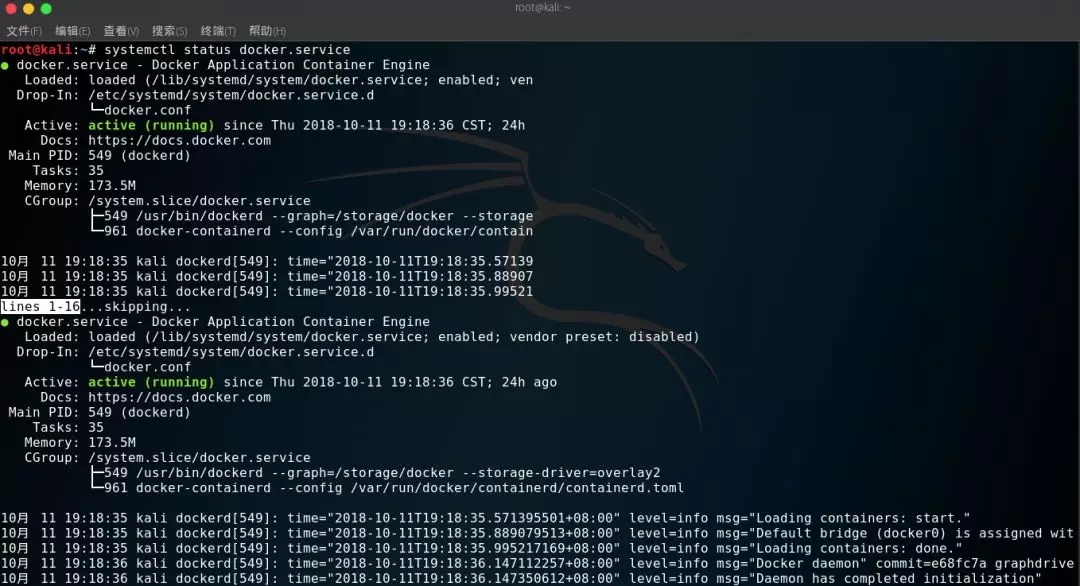 root@kali: ~
文件(F) 编辑(E) 查看(V) 搜索(S) 终端(T) 帮助(H)
root@kali:~# systemctl status docker.service
● docker.service - Docker Application Container Engine
   Loaded: loaded (/lib/systemd/system/docker.service; enabled; ven
  Drop-In: /etc/systemd/system/docker.service.d
           └─docker.conf
   Active: active (running) since Thu 2018-10-11 19:18:36 CST; 24h
     Docs: https://docs.docker.com
 Main PID: 549 (dockerd)
    Tasks: 35
   Memory: 173.5M
   CGroup: /system.slice/docker.service
           ├─549 /usr/bin/dockerd --graph=/storage/docker --storage
           └─961 docker-containerd --config /var/run/docker/contain
10月 11 19:18:35 kali dockerd[549]: time="2018-10-11T19:18:35.57139
10月 11 19:18:35 kali dockerd[549]: time="2018-10-11T19:18:35.88907
10月 11 19:18:35 kali dockerd[549]: time="2018-10-11T19:18:35.99521
lines 1-16...skipping...
● docker.service - Docker Application Container Engine
   Loaded: loaded (/lib/systemd/system/docker.service; enabled; vendor preset: disabled)
  Drop-In: /etc/systemd/system/docker.service.d
           └─docker.conf
   Active: active (running) since Thu 2018-10-11 19:18:36 CST; 24h ago
     Docs: https://docs.docker.com
 Main PID: 549 (dockerd)
    Tasks: 35
   Memory: 173.5M
   CGroup: /system.slice/docker.service
           ├─549 /usr/bin/dockerd --graph=/storage/docker --storage-driver=overlay2
           └─961 docker-containerd --config /var/run/docker/containerd/containerd.toml
10月 11 19:18:35 kali dockerd[549]: time="2018-10-11T19:18:35.571395501+08:00" level=info msg="Loading containers: start."
10月 11 19:18:35 kali dockerd[549]: time="2018-10-11T19:18:35.889079513+08:00" level=info msg="Default bridge (docker0) is assigned wit
10月 11 19:18:35 kali dockerd[549]: time="2018-10-11T19:18:35.995217169+08:00" level=info msg="Loading containers: done."
10月 11 19:18:36 kali dockerd[549]: time="2018-10-11T19:18:36.147112257+08:00" level=info msg="Docker daemon" commit=e68fc7a graphdrive
10月 11 19:18:36 kali dockerd[549]: time="2018-10-11T19:18:36.147350612+08:00" level=info msg="Daemon has completed initialization"